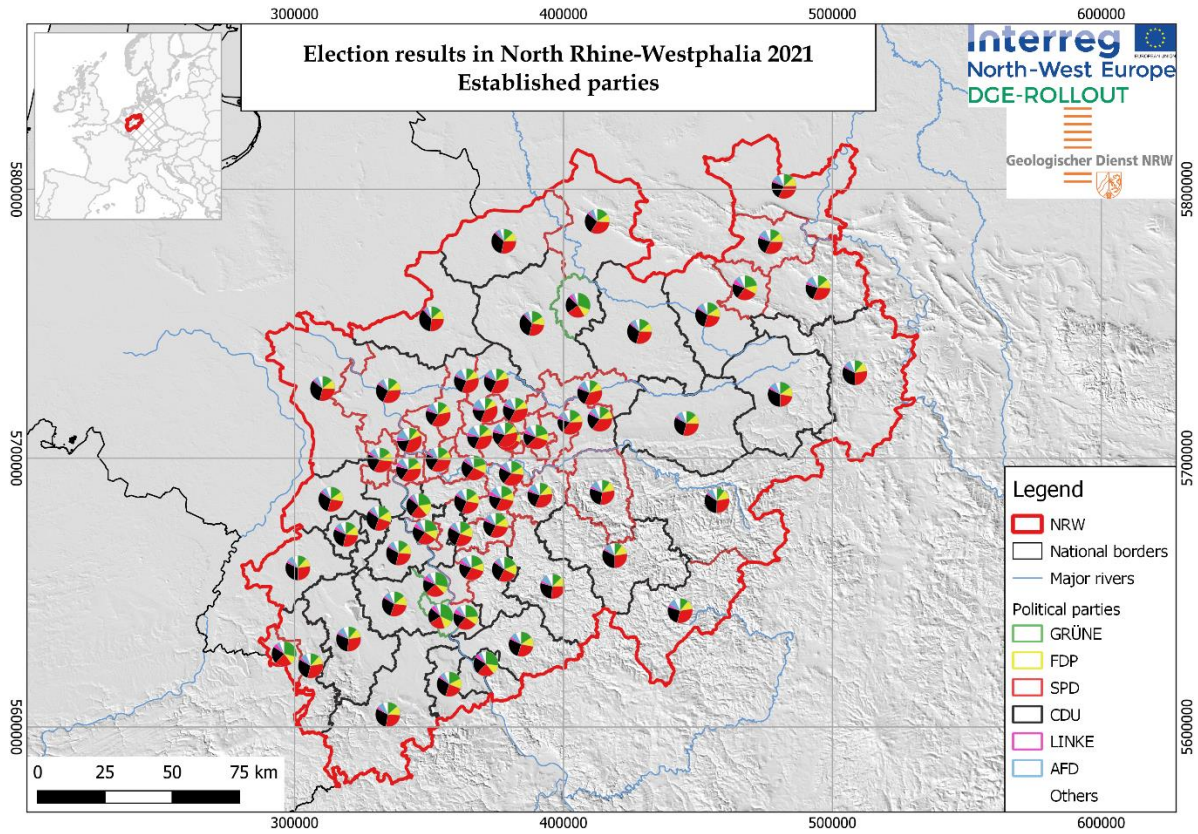 300000 400000 500000 600000
Election results in North Rhine-Westphalia 2021
Established parties
Interreg
EUROPEAN UNION
North-West Europe
DGE-ROLLOUT
Geologischer Dienst NRW
5800000 5800000
5700000 5700000
5600000 5600000
Legend
NRW
National borders
Major rivers
Political parties
GRÜNE
FDP
SPD
CDU
LINKE
AFD
Others
0 25 50 75 km
300000 400000 500000 600000